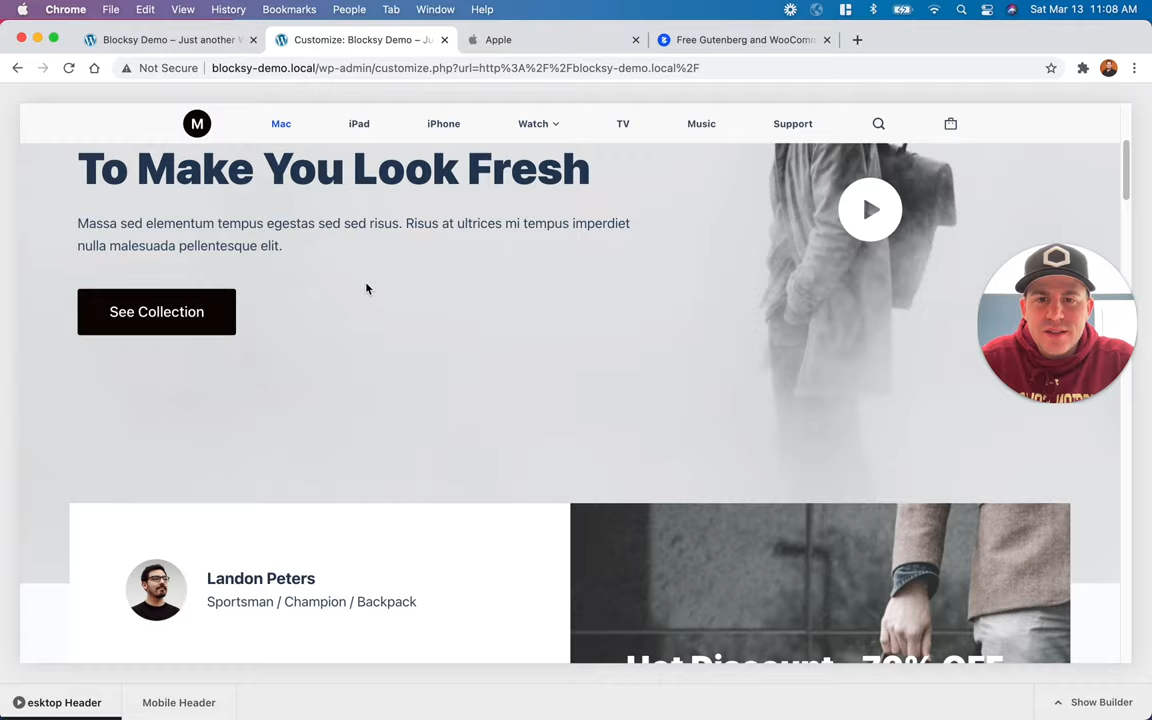 Chrome File Edit View History Bookmarks People Tab Window Help Sat Mar 13 11:08 AM
Blocksy Demo – Just another W
Customize: Blocksy Demo – Ju
Apple
Free Gutenberg and WooComm
Not Secure blocksy-demo.local/wp-admin/customize.php?url=http%3A%2F%2Fblocksy-demo.local%2F
M Mac iPad iPhone Watch TV Music Support
To Make You Look Fresh
Massa sed elementum tempus egestas sed sed risus. Risus at ultrices mi tempus imperdiet
nulla malesuada pellentesque elit.
See Collection
Landon Peters
Sportsman / Champion / Backpack
Hot Discount - 70% OFF
esktop Header Mobile Header Show Builder